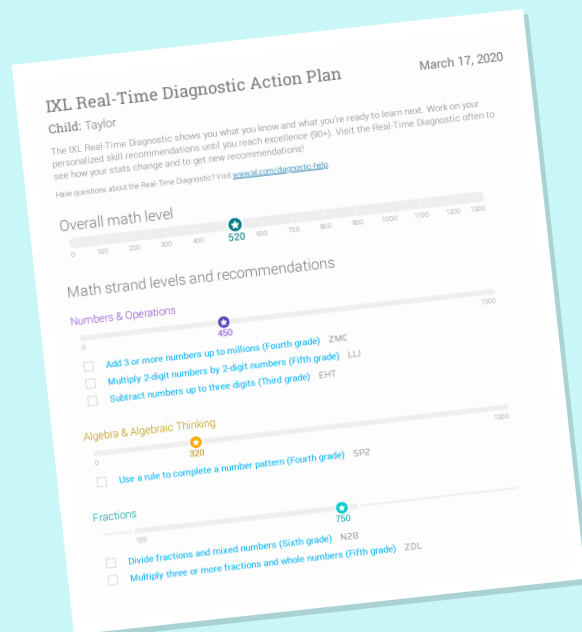 IXL Real-Time Diagnostic Action Plan
March 17, 2020
Child: Taylor
The IXL Real-Time Diagnostic shows you what you know and what you're ready to learn next. Work on your
personalized skill recommendations until you reach excellence (90+). Visit the Real-Time Diagnostic often to
see how your stats change and to get new recommendations!
Have questions about the Real-Time Diagnostic? Visit www.ixl.com/diagnostic-help.
Overall math level
0 100 200 300 400 520 600 700 800 900 1000 1100 1200 1300
Math strand levels and recommendations
Numbers & Operations
0 450 1300
Add 3 or more numbers up to millions (Fourth grade) ZMC
Multiply 2-digit numbers by 2-digit numbers (Fifth grade) LLJ
Subtract numbers up to three digits (Third grade) EHT
Algebra & Algebraic Thinking
0 320 1300
Use a rule to complete a number pattern (Fourth grade) 5PZ
Fractions
100 750
Divide fractions and mixed numbers (Sixth grade) NZB
Multiply three or more fractions and whole numbers (Fifth grade) ZDL